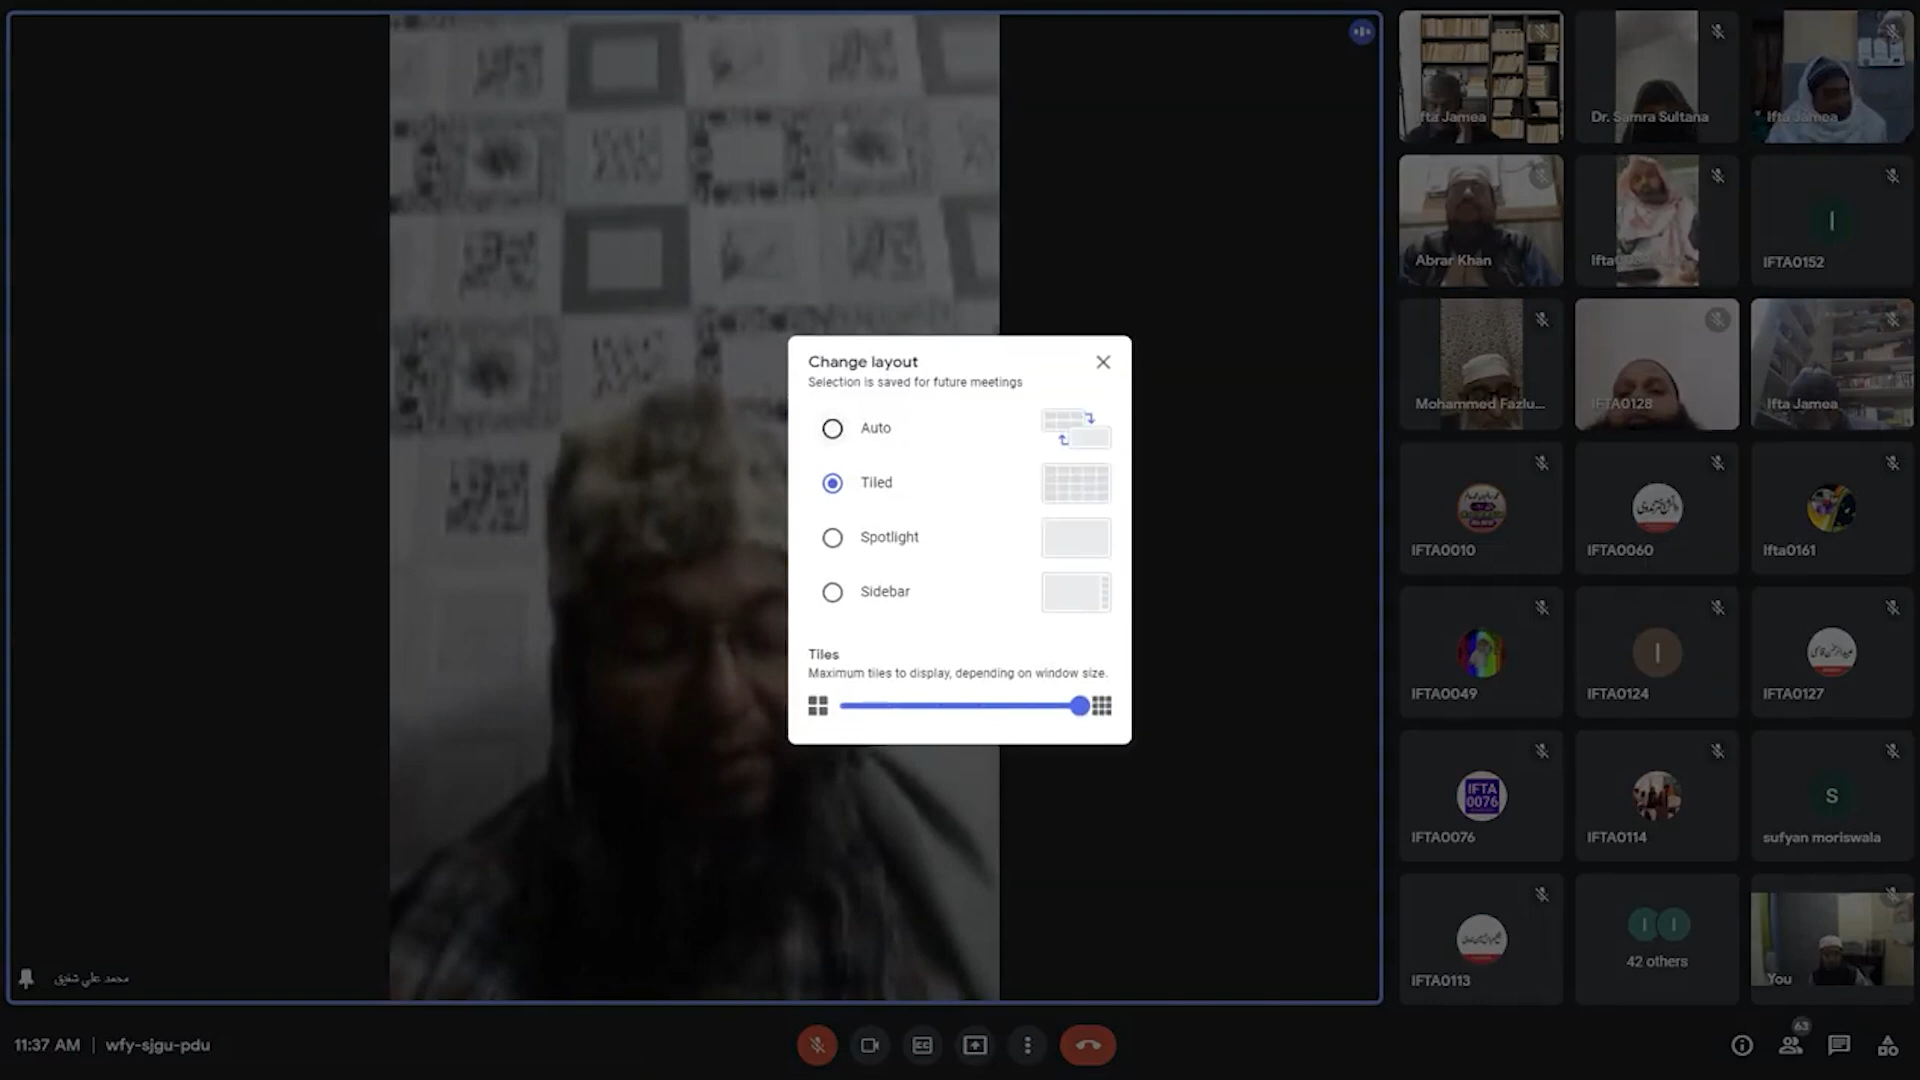 Ifta Jamea
Dr. Samra Sultana
Ifta Jamea
Abrar Khan
Ifta
IFTA0152
Mohammed Fazlu...
IFTA0128
Ifta Jamea
IFTA0010
IFTA0060
Ifta0161
IFTA0049
IFTA0124
IFTA0127
IFTA
0076
IFTA0076
IFTA0114
S
sufyan moriswala
IFTA0113
42 others
You
Change layout
Selection is saved for future meetings
Auto
Tiled
Spotlight
Sidebar
Tiles
Maximum tiles to display, depending on window size.
محمد علي شفيق
11:37 AM | wfy-sjgu-pdu
63